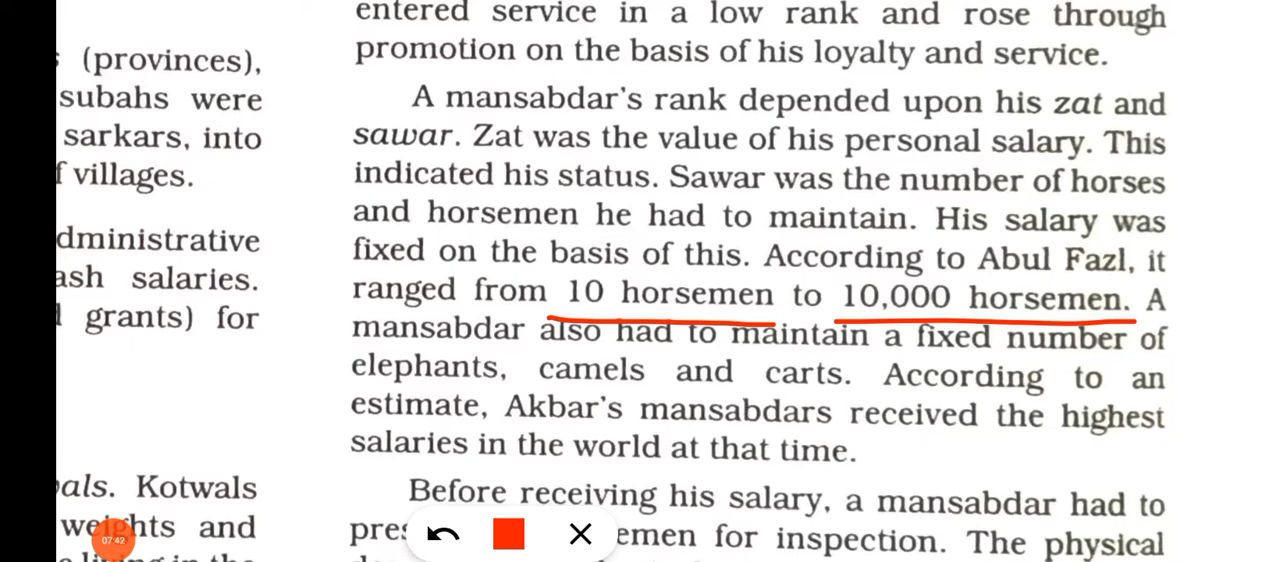 (provinces),
subahs were
sarkars, into
villages.
administrative
salaries.
grants) for
Kotwals
weights and
07:42
entered service in a low rank and rose through
promotion on the basis of his loyalty and service.
A mansabdar's rank depended upon his zat and
sawar. Zat was the value of his personal salary. This
indicated his status. Sawar was the number of horses
and horsemen he had to maintain. His salary was
fixed on the basis of this. According to Abul Fazl, it
ranged from 10 horsemen to 10,000 horsemen. A
mansabdar also had to maintain a fixed number of
elephants, camels and carts. According to an
estimate, Akbar's mansabdars received the highest
salaries in the world at that time.
Before receiving his salary, a mansabdar had to
for inspection. The physical